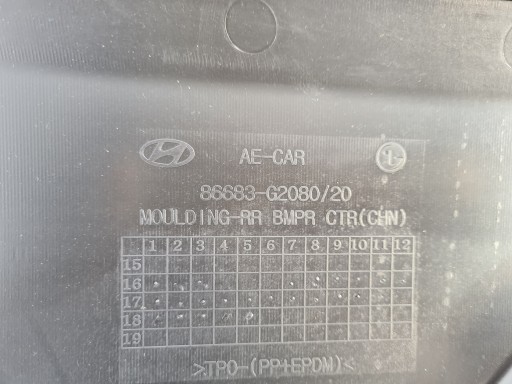 AE-CAR
86683-G2080/20
MOULDING-RR BMPR CTR(CHN)
1 2 3 4 5 6 7 8 9 10 11 12
15
16
17
18
19
>TPO-(PP+EPDM)<